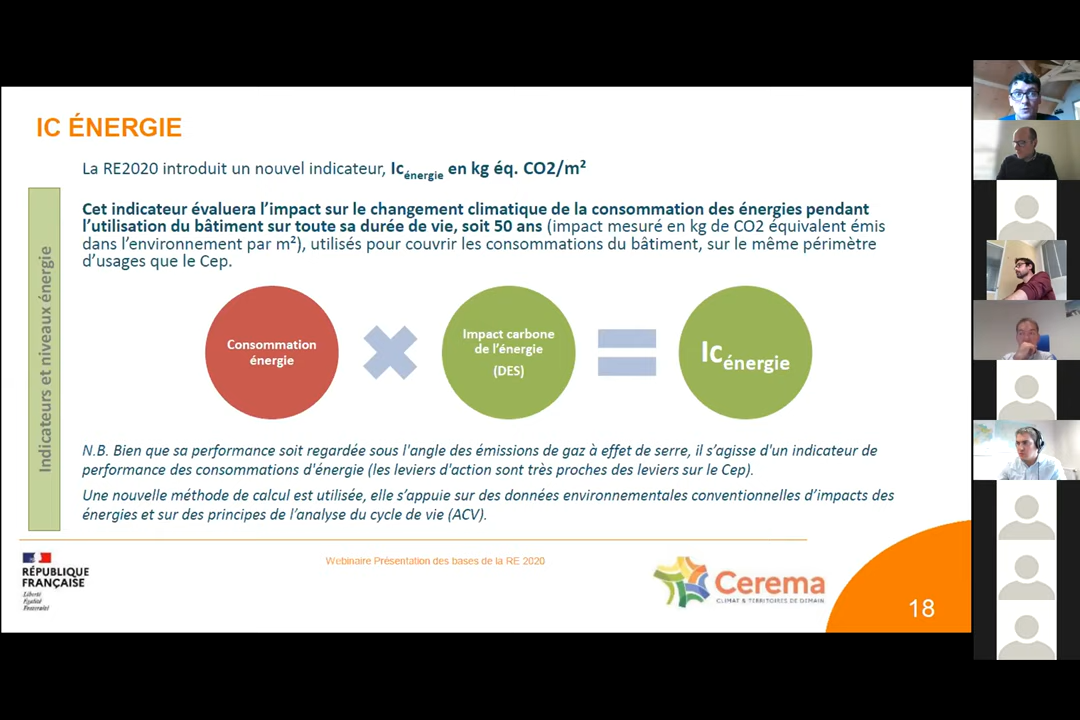 IC ÉNERGIE
La RE2020 introduit un nouvel indicateur, Icénergie en kg éq. CO2/m²
Indicateurs et niveaux énergie
Cet indicateur évaluera l’impact sur le changement climatique de la consommation des énergies pendant
l’utilisation du bâtiment sur toute sa durée de vie, soit 50 ans (impact mesuré en kg de CO2 équivalent émis
dans l’environnement par m²), utilisés pour couvrir les consommations du bâtiment, sur le même périmètre
d’usages que le Cep.
Consommation
énergie
Impact carbone
de l’énergie
(DES)
Icénergie
N.B. Bien que sa performance soit regardée sous l'angle des émissions de gaz à effet de serre, il s’agisse d'un indicateur de
performance des consommations d'énergie (les leviers d'action sont très proches des leviers sur le Cep).
Une nouvelle méthode de calcul est utilisée, elle s’appuie sur des données environnementales conventionnelles d’impacts des
énergies et sur des principes de l’analyse du cycle de vie (ACV).
RÉPUBLIQUE
FRANÇAISE
Liberté
Égalité
Fraternité
Webinaire Présentation des bases de la RE 2020
Cerema
CLIMAT & TERRITOIRES DE DEMAIN
18